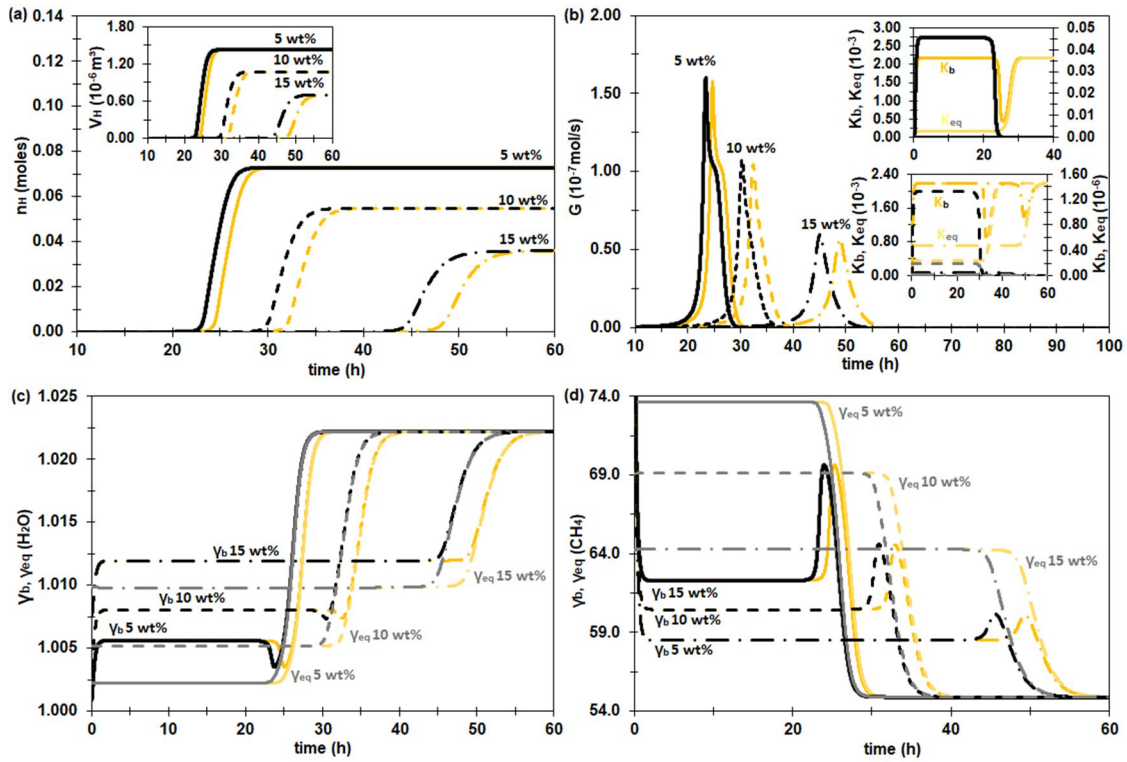 (a)
0.14
0.12
0.10
0.08
0.06
0.04
0.02
0.00
nH (moles)
10 20 30 40 50 60
time (h)
1.80
1.20
0.60
0.00
VH (10-6 m³)
10 20 30 40 50 60
5 wt%
10 wt%
15 wt%
5 wt%
10 wt%
15 wt%
(b)
2.00
1.50
1.00
0.50
0.00
G (10-7mol/s)
10 20 30 40 50 60 70 80 90 100
time (h)
5 wt%
10 wt%
15 wt%
3.00
2.50
2.00
1.50
1.00
0.50
0.00
Kb, Keq (10-3)
0.05
0.04
0.03
0.02
0.01
0.00
Kb, Keq (10-3)
0 20 40
Kb
Keq
2.40
1.60
0.80
0.00
Kb, Keq (10-3)
1.60
1.20
0.80
0.40
0.00
Kb, Keq (10-6)
0 10 20 30 40 50 60
Kb
Keq
(c)
1.025
1.020
1.015
1.010
1.005
1.000
γb, γeq (H2O)
0 10 20 30 40 50 60
time (h)
γb 15 wt%
γb 10 wt%
γb 5 wt%
γeq 15 wt%
γeq 10 wt%
γeq 5 wt%
(d)
74.0
69.0
64.0
59.0
54.0
γb, γeq (CH4)
0 20 40 60
time (h)
γeq 5 wt%
γeq 10 wt%
γeq 15 wt%
γb 15 wt%
γb 10 wt%
γb 5 wt%